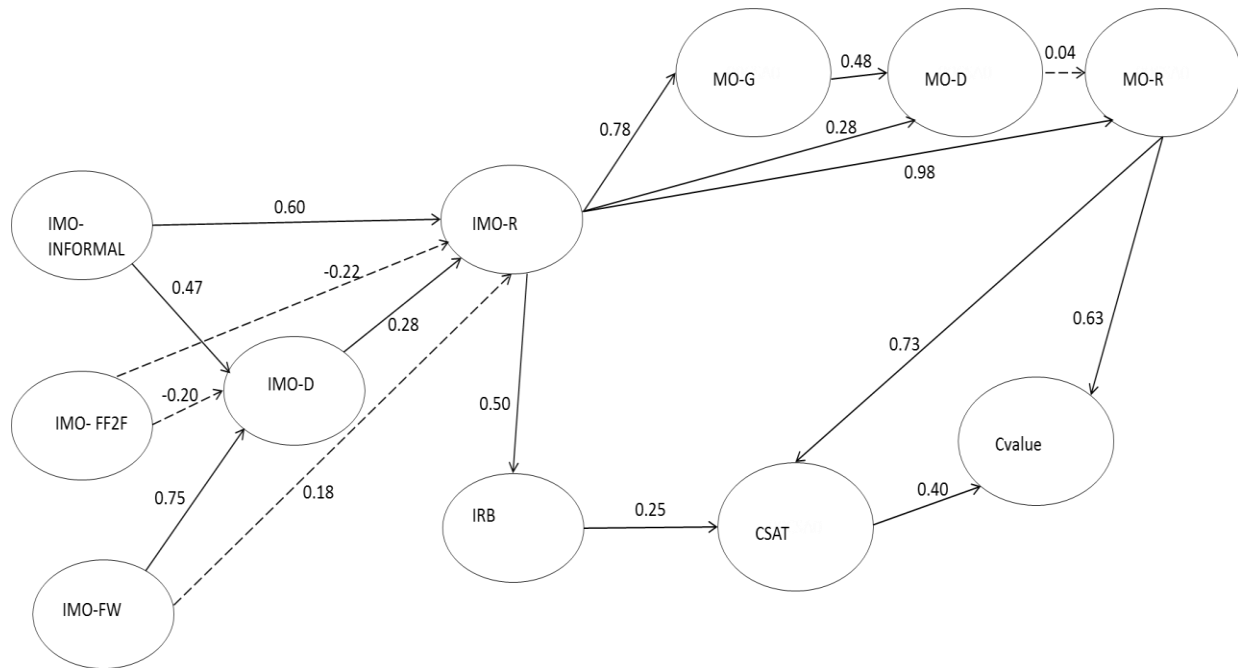 0.04
0.48
MO-G
MO-D
MO-R
0.78
0.28
0.98
0.60
IMO-
INFORMAL
IMO-R
-0.22
0.47
0.28
0.63
0.73
IMO-D
-0.20
IMO- FF2F
0.50
Cvalue
0.75
0.18
0.40
IRB
0.25
CSAT
IMO-FW